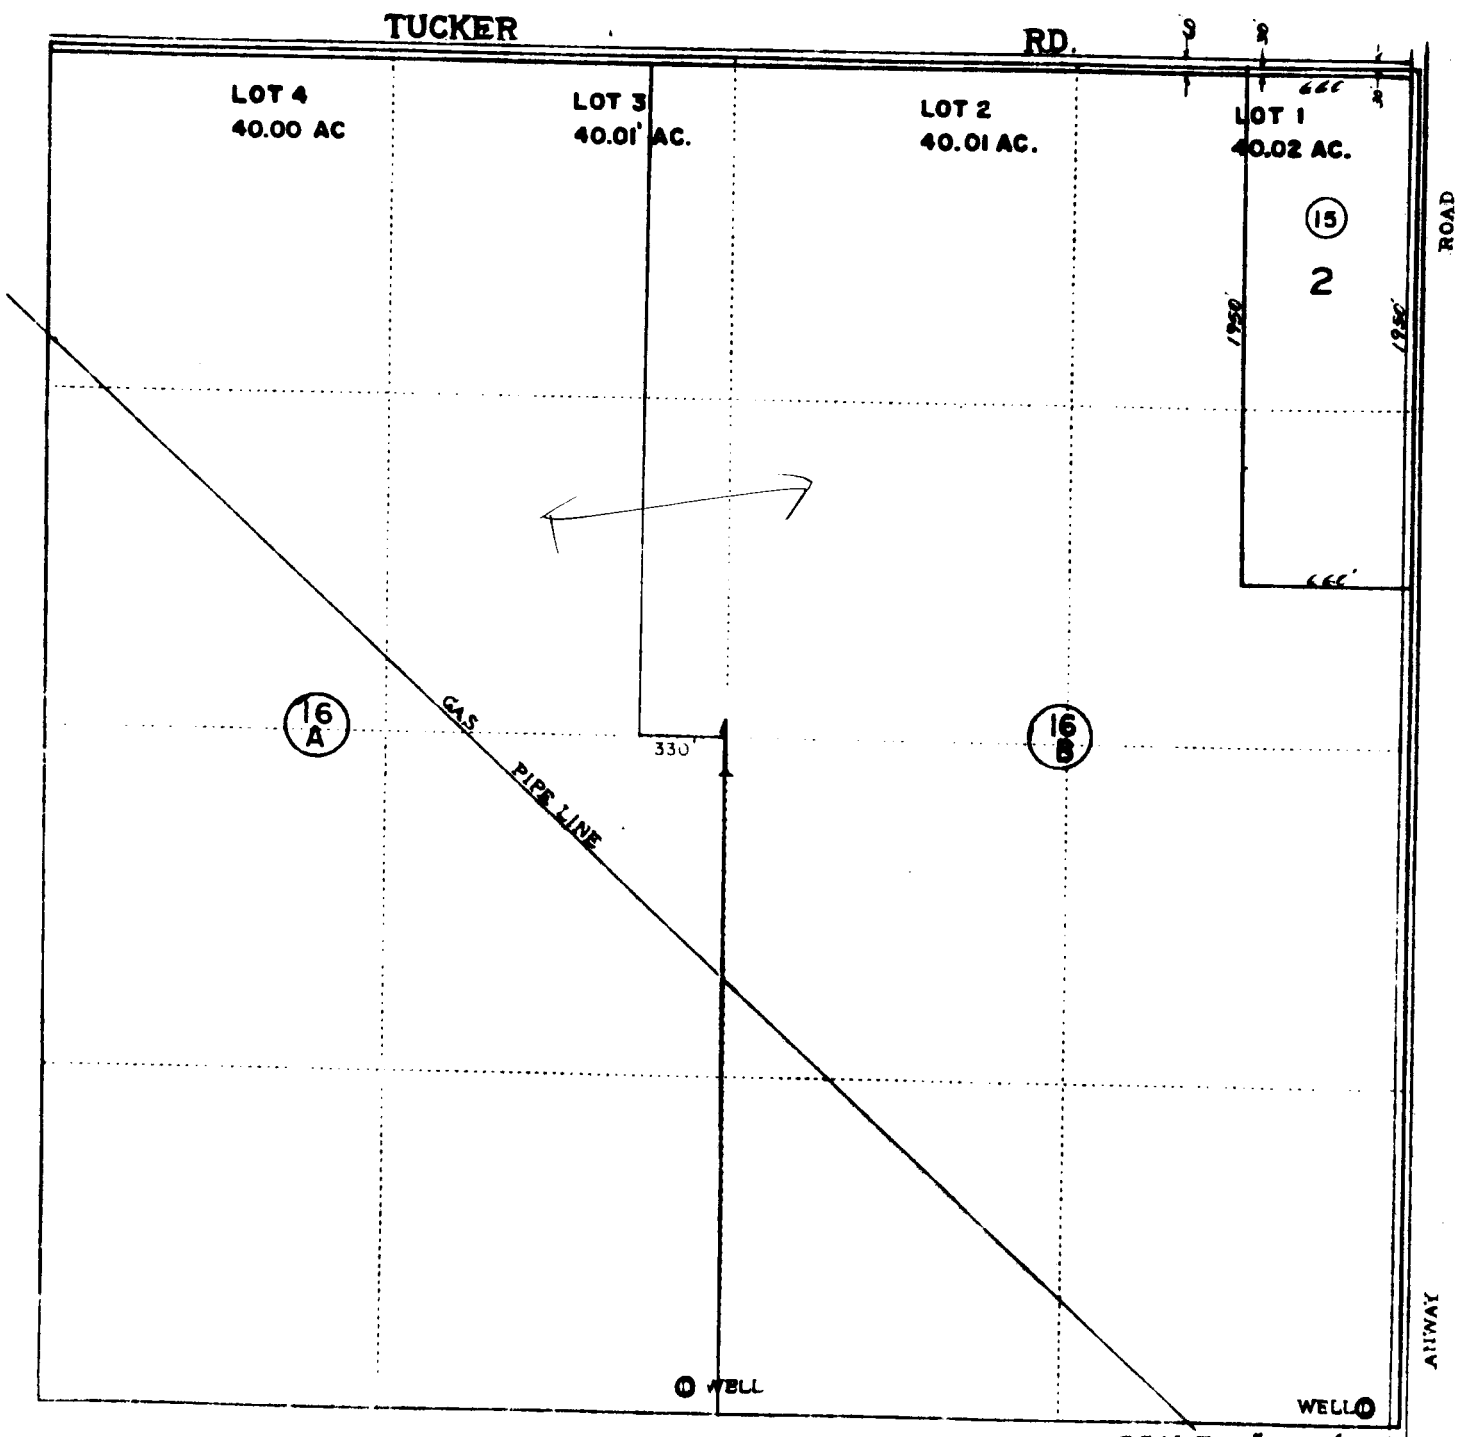 TUCKER RD.
LOT 4
40.00 AC
LOT 3
40.01' AC.
LOT 2
40.01 AC.
LOT 1
40.02 AC.
666'
ROAD
15
2
1950'
1950'
666'
16
A
16
B
GAS
PIPE LINE
330'
ANWAY
WELL
WELL